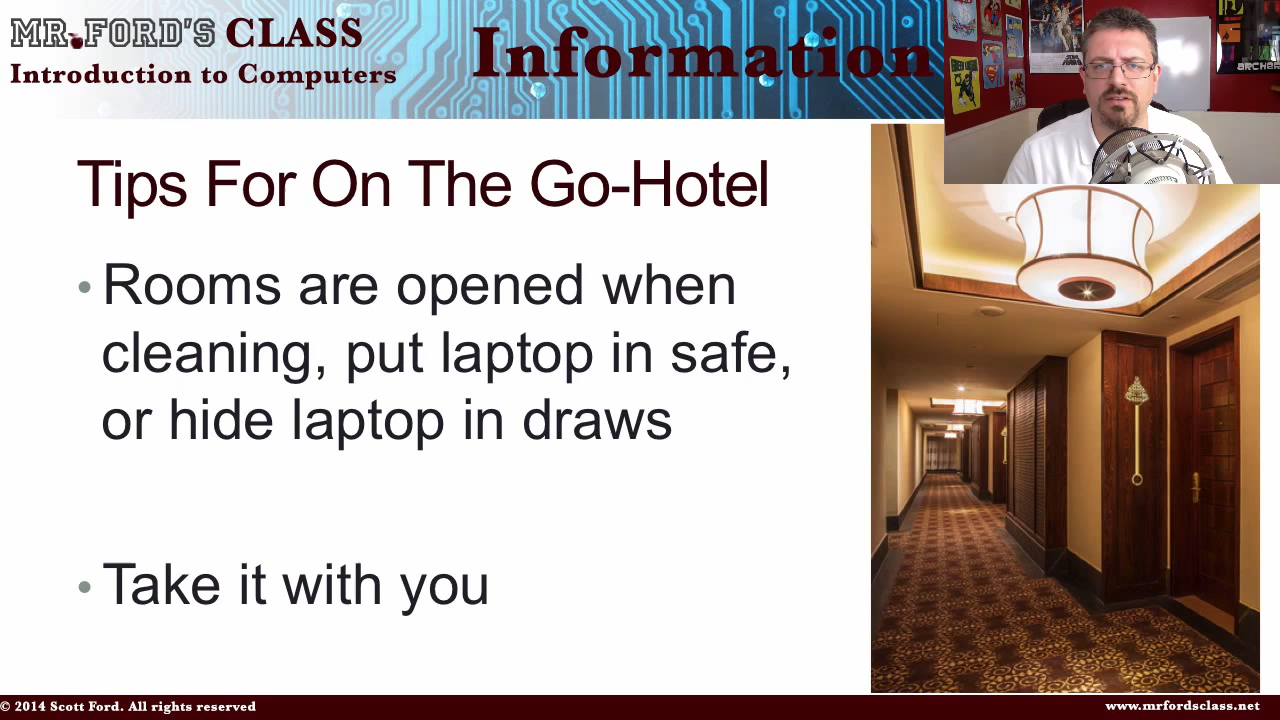 MR. FORD'S CLASS
Introduction to Computers
Information
Tips For On The Go-Hotel
• Rooms are opened when
cleaning, put laptop in safe,
or hide laptop in draws
• Take it with you
© 2014 Scott Ford. All rights reserved
www.mrfordsclass.net